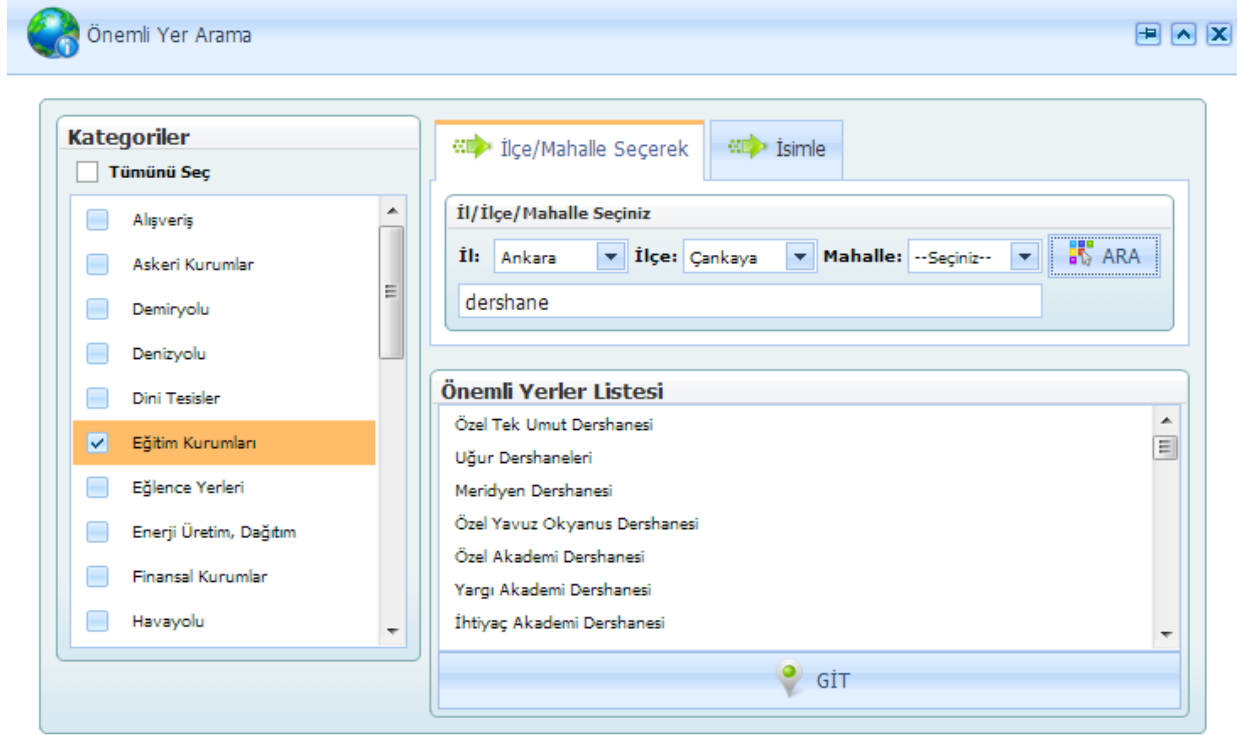 Önemli Yer Arama
Kategoriler
Tümünü Seç
Alışveriş
Askeri Kurumlar
Demiryolu
Denizyolu
Dini Tesisler
Eğitim Kurumları
Eğlence Yerleri
Enerji Üretim, Dağıtım
Finansal Kurumlar
Havayolu
İlçe/Mahalle Seçerek
İsimle
İl/İlçe/Mahalle Seçiniz
İl: Ankara İlçe: Çankaya Mahalle: --Seçiniz-- ARA
dershane
Önemli Yerler Listesi
Özel Tek Umut Dershanesi
Uğur Dershaneleri
Meridyen Dershanesi
Özel Yavuz Okyanus Dershanesi
Özel Akademi Dershanesi
Yargı Akademi Dershanesi
İhtiyaç Akademi Dershanesi
GİT